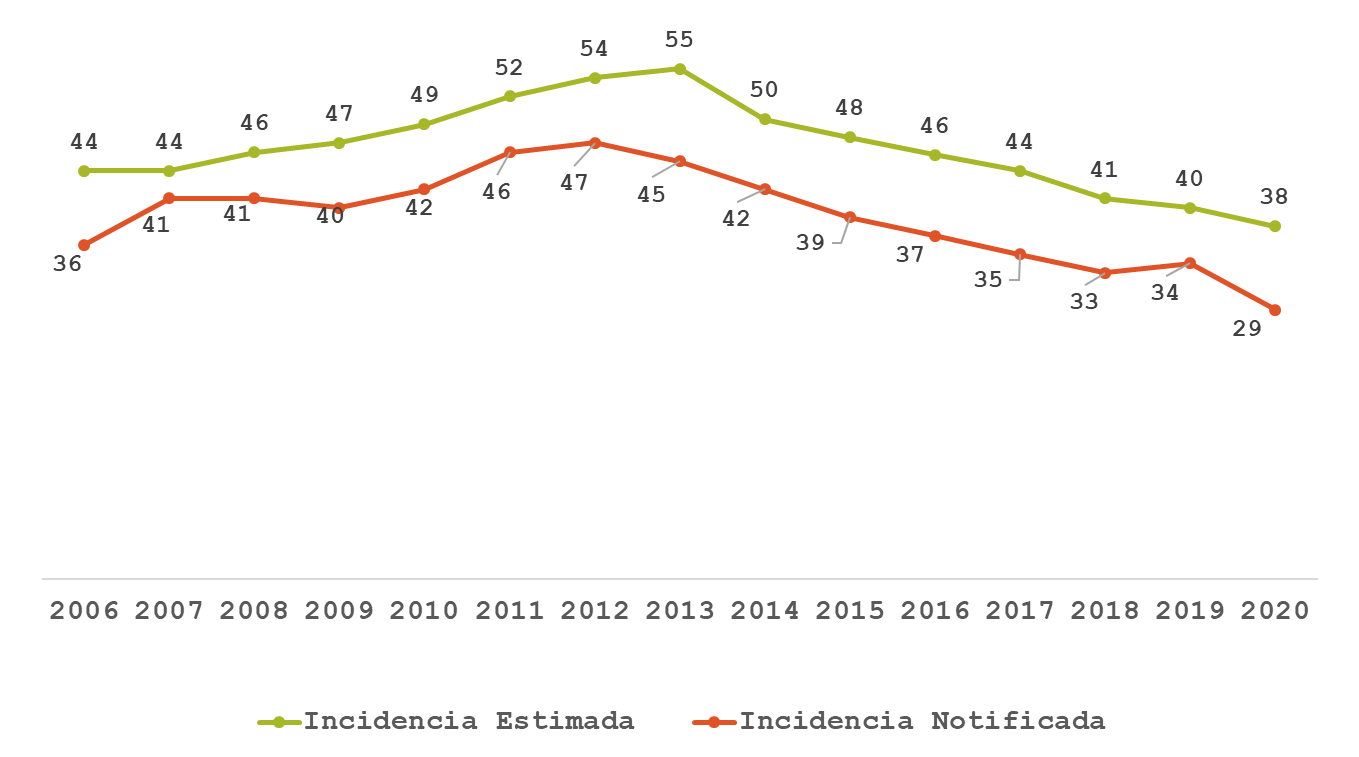 44 44 46 47 49 52 54 55 50 48 46 44 41 40 38
36 41 41 40 42 46 47 45 42 39 37 35 33 34 29
2006 2007 2008 2009 2010 2011 2012 2013 2014 2015 2016 2017 2018 2019 2020
Incidencia Estimada Incidencia Notificada